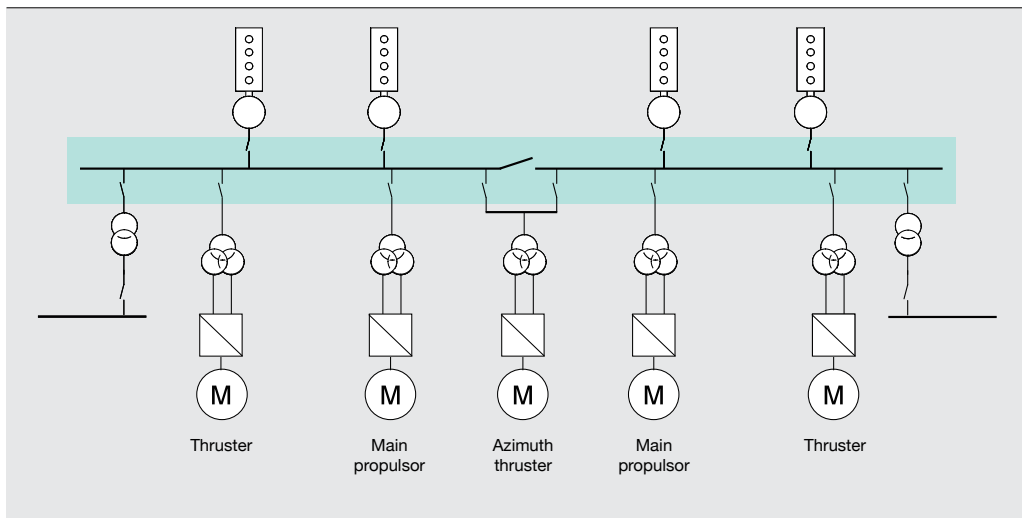 M
M
M
M
M
Thruster
Main
propulsor
Azimuth
thruster
Main
propulsor
Thruster